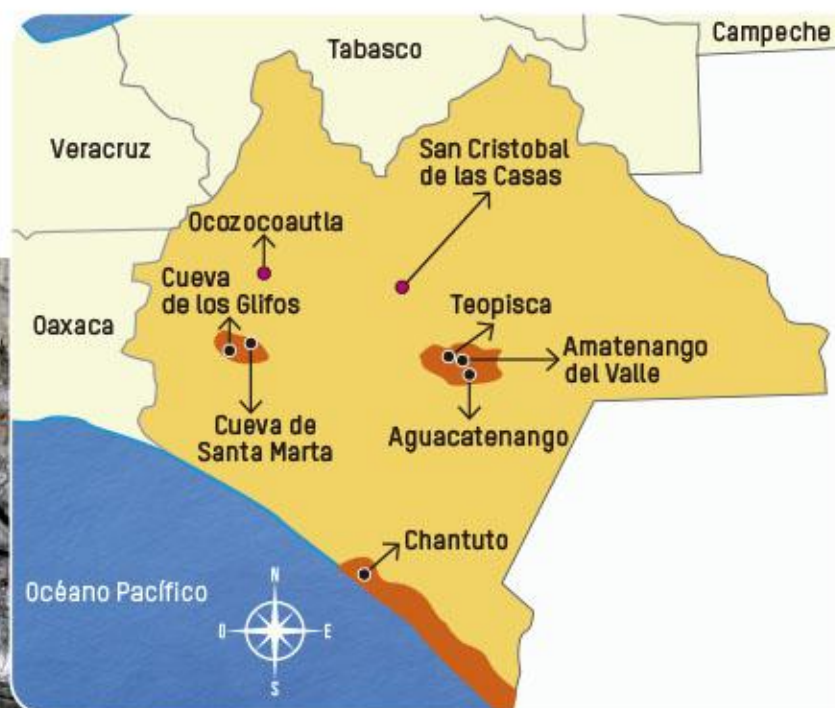 Campeche
Tabasco
Veracruz
San Cristobal
de las Casas
Ocozocoautla
Cueva
de los Glifos
Teopisca
Oaxaca
Amatenango
del Valle
Cueva de
Santa Marta
Aguacatenango
Chantuto
Océano Pacífico
N
O
E
S